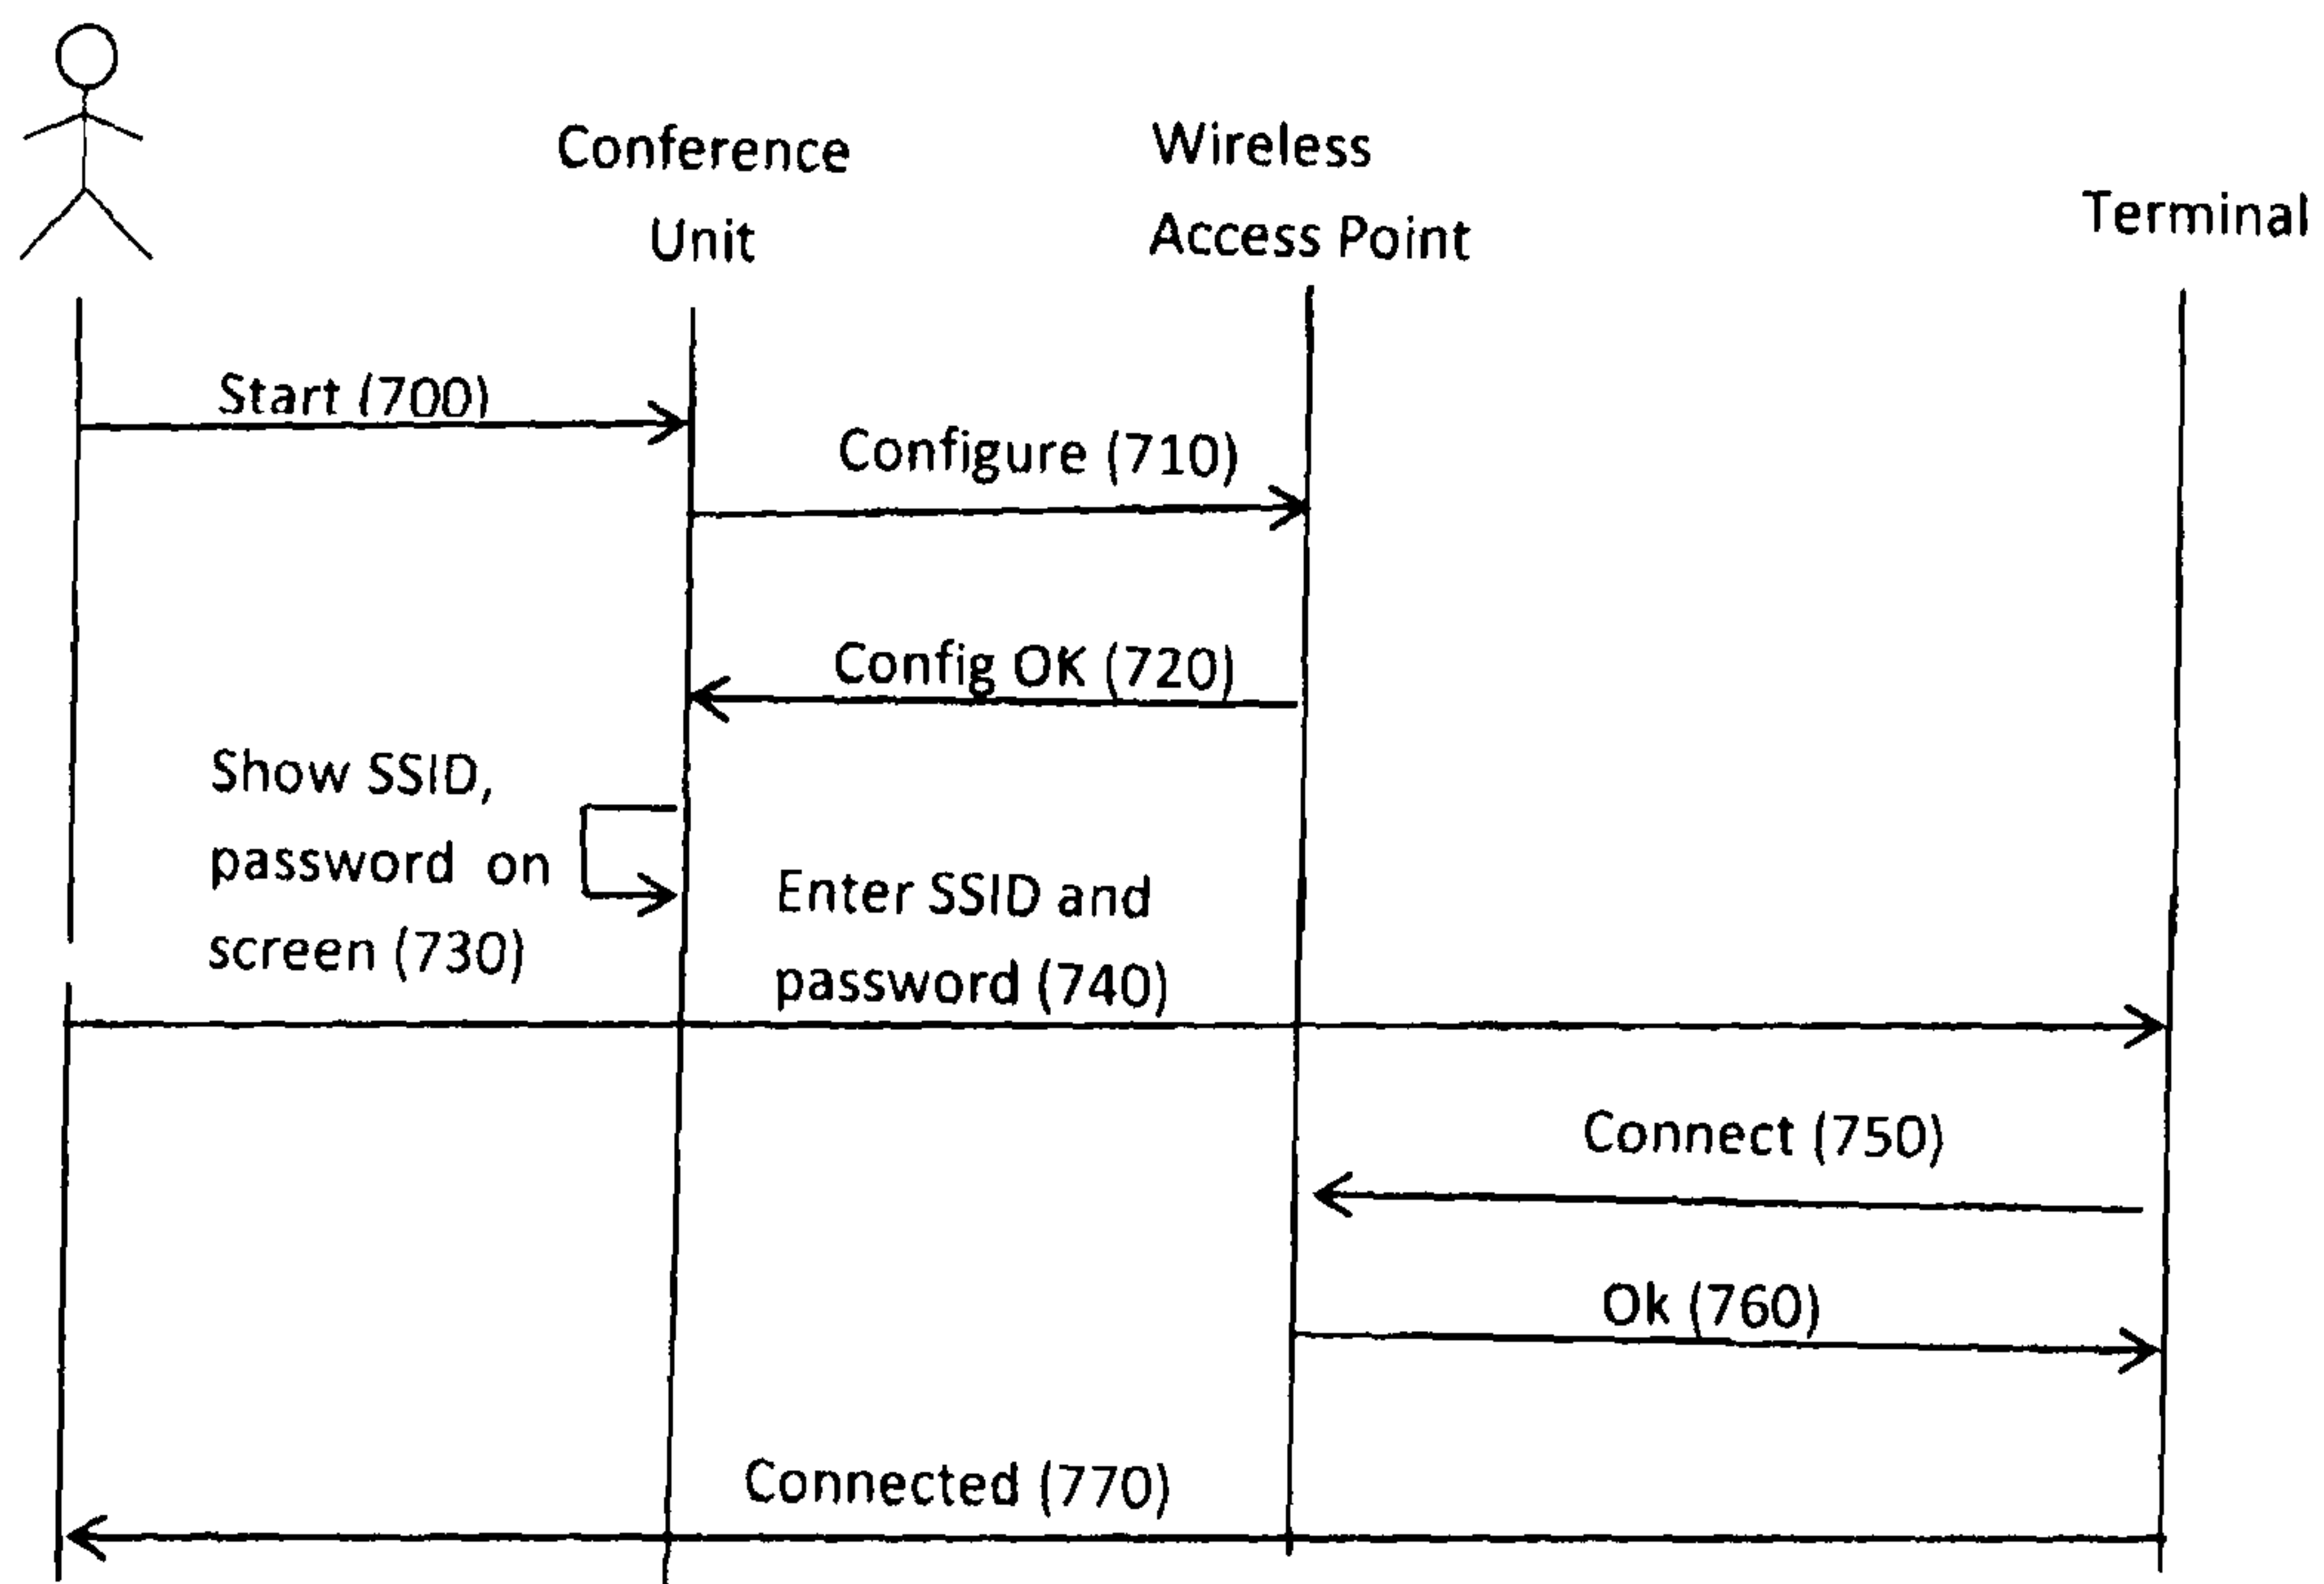 Conference
Unit
Wireless
Access Point
Terminal
Start (700)
Configure (710)
Config OK (720)
Show SSID,
password on
screen (730)
Enter SSID and
password (740)
Connect (750)
Ok (760)
Connected (770)